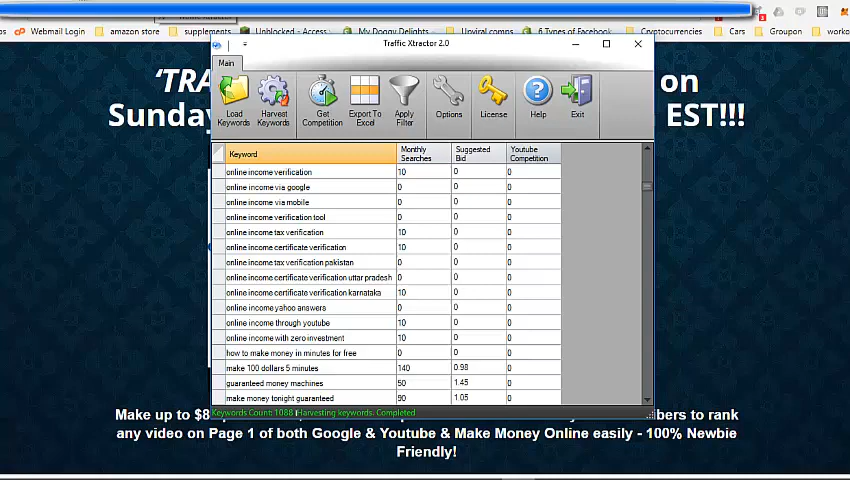 Webmail Login amazon store supplements Unblocked - Access My Doggy Delights Unviral comps 6 Types of Facebook Cryptocurrencies Cars Groupon
Traffic Xtractor 2.0
Main
Load Keywords
Harvest Keywords
Get Competition
Export To Excel
Apply Filter
Options
License
Help
Exit
on
Sunday EST!!!
Keyword Monthly Searches Suggested Bid Youtube Competition
online income verification 10 0 0
online income via google 0 0 0
online income via mobile 0 0 0
online income verification tool 0 0 0
online income tax verification 10 0 0
online income certificate verification 10 0 0
online income tax verification pakistan 0 0 0
online income certificate verification uttar pradesh 0 0 0
online income certificate verification karnataka 10 0 0
online income yahoo answers 0 0 0
online income through youtube 10 0 0
online income with zero investment 10 0 0
how to make money in minutes for free 0 0 0
make 100 dollars 5 minutes 140 0.98 0
guaranteed money machines 50 1.45 0
make money tonight guaranteed 90 1.05 0
Keywords Count: 1088 Harvesting keywords. Completed
Make up to $8 to rank
any video on Page 1 of both Google & Youtube & Make Money Online easily - 100% Newbie
Friendly!